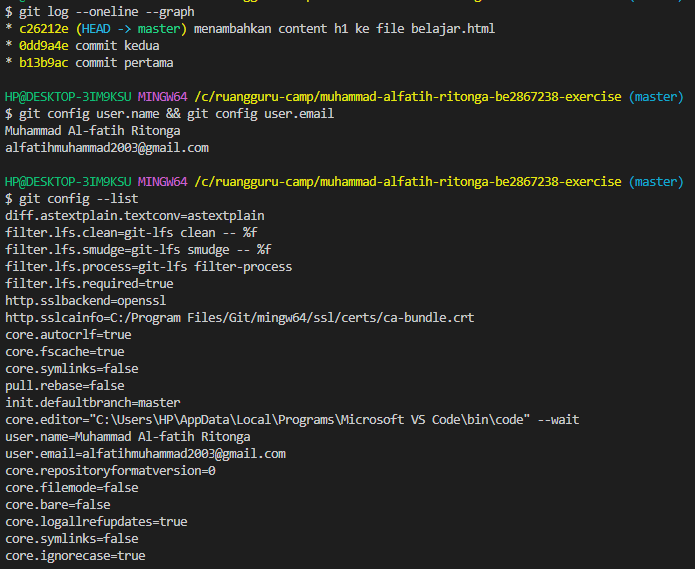 $ git log --oneline --graph
* c26212e (HEAD -> master) menambahkan content h1 ke file belajar.html
* 0dd9a4e commit kedua
* b13b9ac commit pertama
HP@DESKTOP-3IM9KSU MINGW64 /c/ruangguru-camp/muhammad-alfatih-ritonga-be2867238-exercise (master)
$ git config user.name && git config user.email
Muhammad Al-fatih Ritonga
alfatihmuhammad2003@gmail.com
HP@DESKTOP-3IM9KSU MINGW64 /c/ruangguru-camp/muhammad-alfatih-ritonga-be2867238-exercise (master)
$ git config --list
diff.astextplain.textconv=astextplain
filter.lfs.clean=git-lfs clean -- %f
filter.lfs.smudge=git-lfs smudge -- %f
filter.lfs.process=git-lfs filter-process
filter.lfs.required=true
http.sslbackend=openssl
http.sslcainfo=C:/Program Files/Git/mingw64/ssl/certs/ca-bundle.crt
core.autocrlf=true
core.fscache=true
core.symlinks=false
pull.rebase=false
init.defaultbranch=master
core.editor="C:\Users\HP\AppData\Local\Programs\Microsoft VS Code\bin\code" --wait
user.name=Muhammad Al-fatih Ritonga
user.email=alfatihmuhammad2003@gmail.com
core.repositoryformatversion=0
core.filemode=false
core.bare=false
core.logallrefupdates=true
core.symlinks=false
core.ignorecase=true